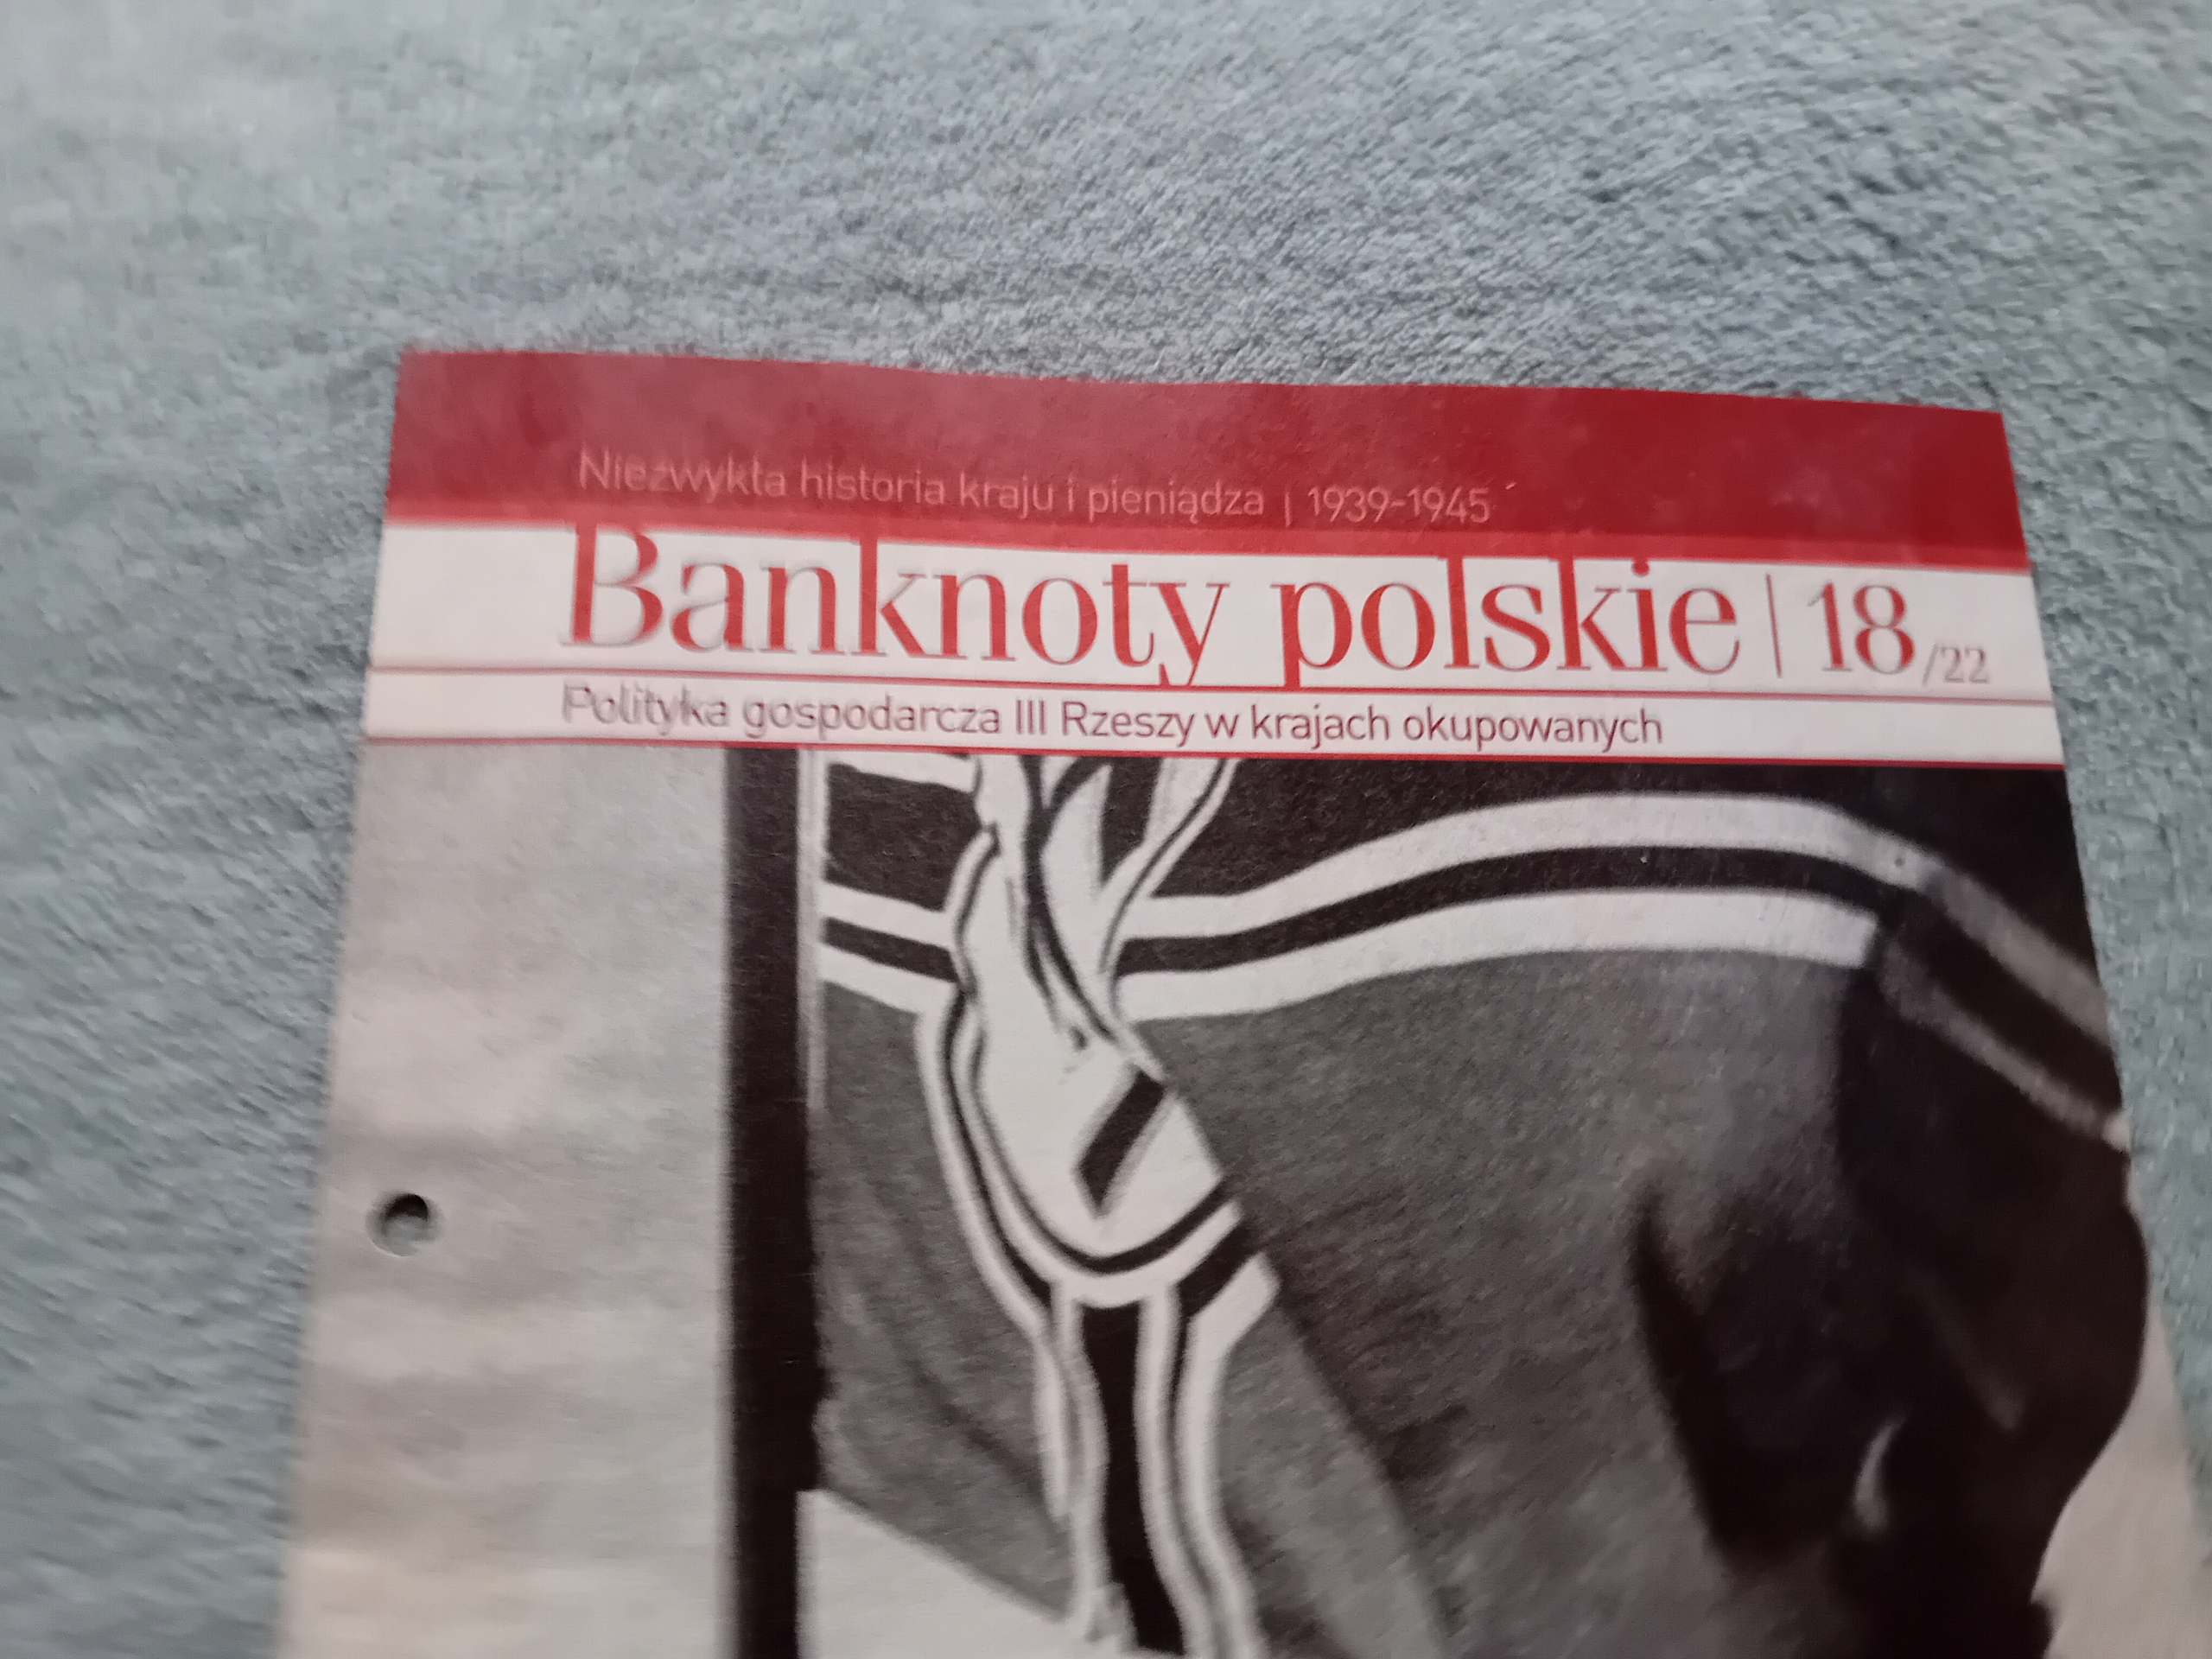 Niezwykła historia kraju i pieniądza | 1939-1945
Banknoty polskie | 18/22
Polityka gospodarcza III Rzeszy w krajach okupowanych